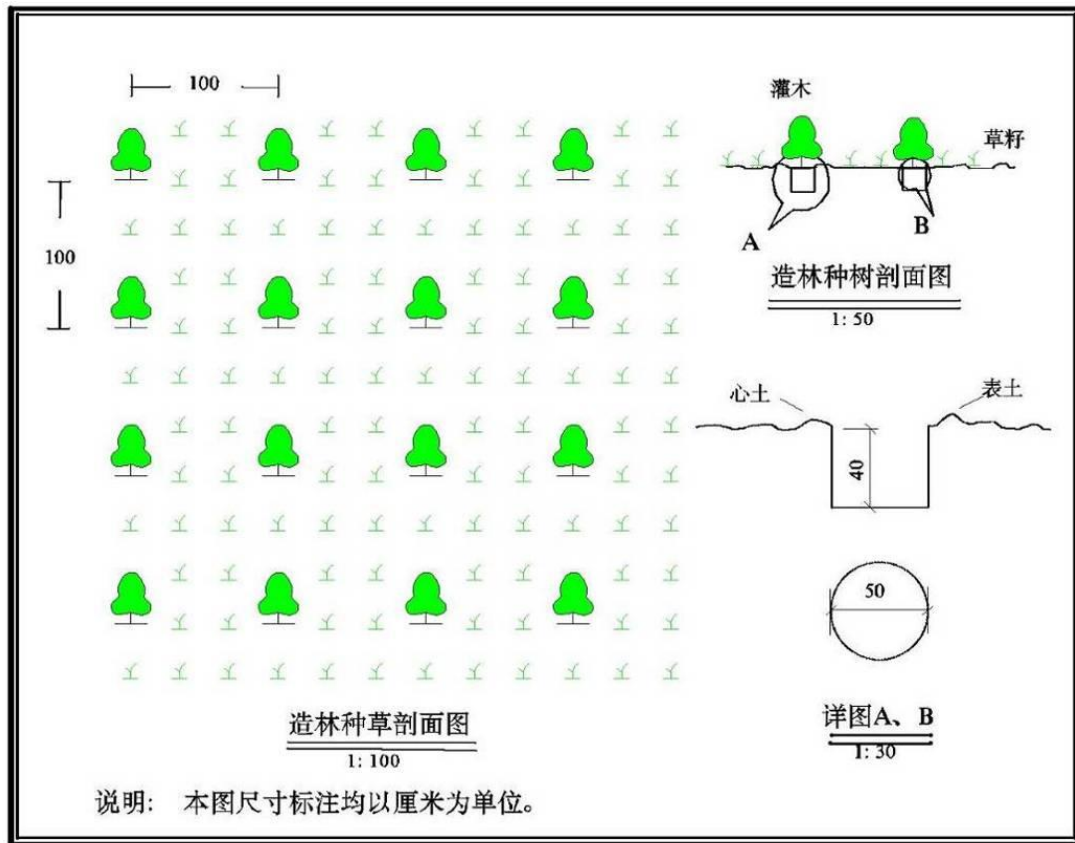 100
100
造林种草剖面图
1: 100
灌木
草籽
A
B
造林种树剖面图
1: 50
心土
表土
40
50
详图A、B
1: 30
说明: 本图尺寸标注均以厘米为单位。